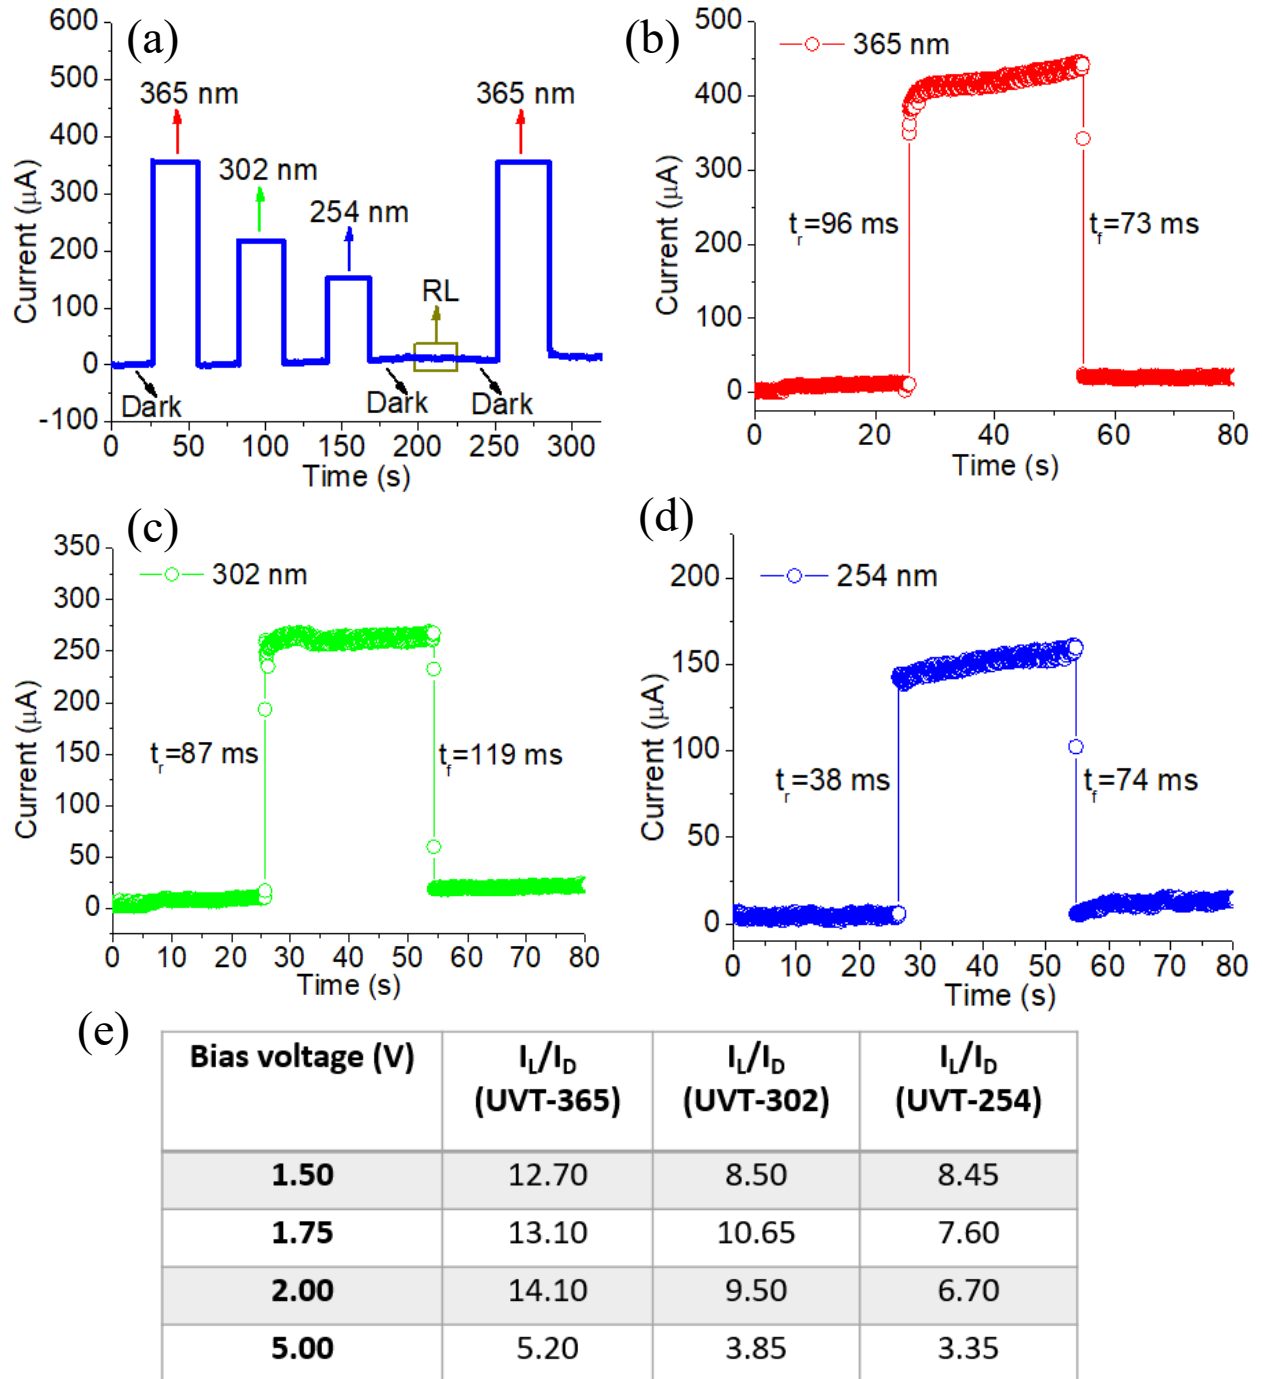 (a)
600
500
400
300
200
100
0
-100
Current (μA)
365 nm
302 nm
254 nm
RL
365 nm
Dark
Dark
Dark
0 50 100 150 200 250 300
Time (s)
(b)
500
400
300
200
100
0
Current (μA)
365 nm
tr=96 ms
tf=73 ms
0 20 40 60 80
Time (s)
(c)
350
300
250
200
150
100
50
0
Current (μA)
302 nm
tr=87 ms
tf=119 ms
0 10 20 30 40 50 60 70 80
Time (s)
(d)
200
150
100
50
0
Current (μA)
254 nm
tr=38 ms
tf=74 ms
0 10 20 30 40 50 60 70 80
Time (s)
(e)
Bias voltage (V) IL/ID (UVT-365) IL/ID (UVT-302) IL/ID (UVT-254)
1.50 12.70 8.50 8.45
1.75 13.10 10.65 7.60
2.00 14.10 9.50 6.70
5.00 5.20 3.85 3.35